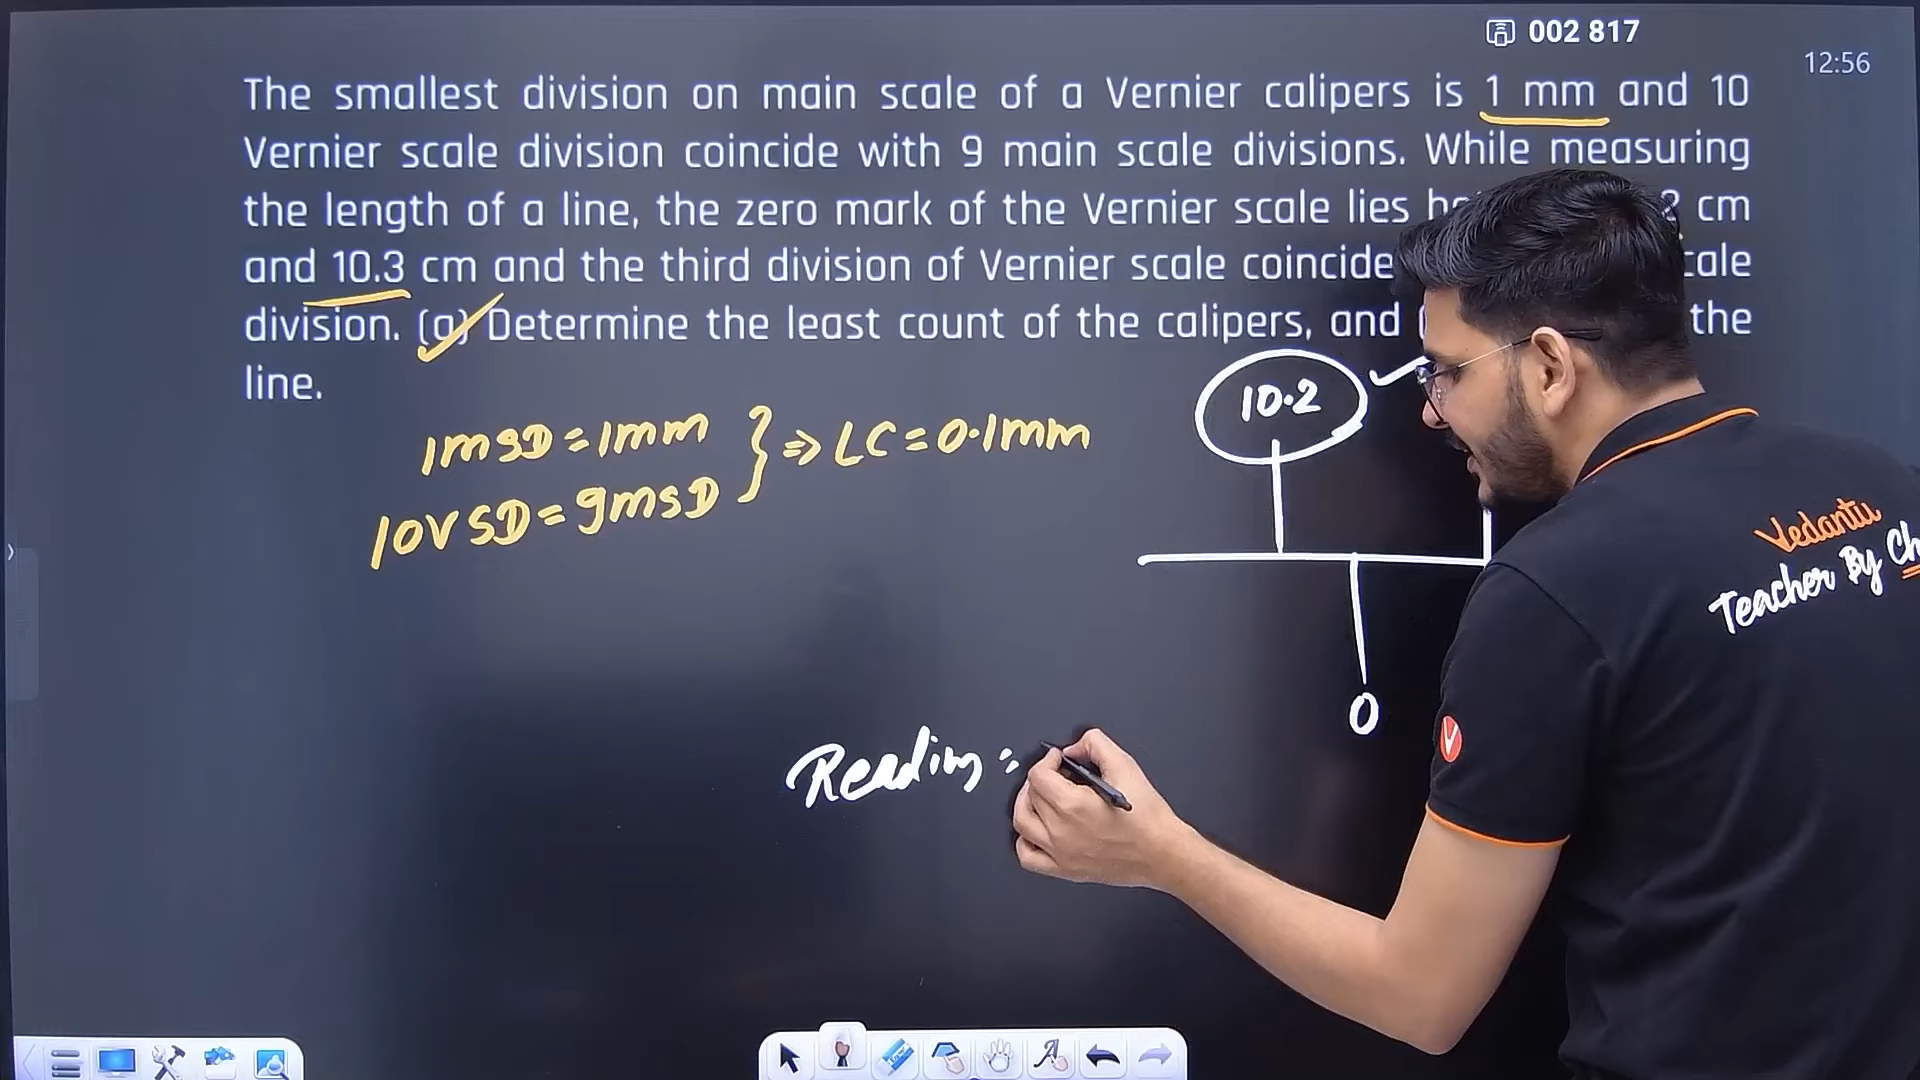 002 817
12:56
The smallest division on main scale of a Vernier calipers is 1 mm and 10
Vernier scale division coincide with 9 main scale divisions. While measuring
the length of a line, the zero mark of the Vernier scale lies cm
and 10.3 cm and the third division of Vernier scale coincide
division. (a) Determine the least count of the calipers, and the
line.
1MSD=1mm
10VSD=9MSD
} ⇒ LC=0.1mm
10.2
0
Reading =
Vedantu
Teacher By